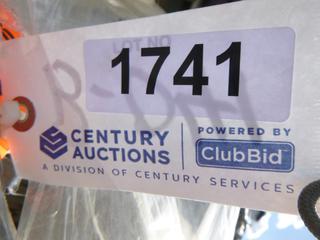 LOT NO
1741
CENTURY
AUCTIONS
POWERED BY
ClubBid
A DIVISION OF CENTURY SERVICES